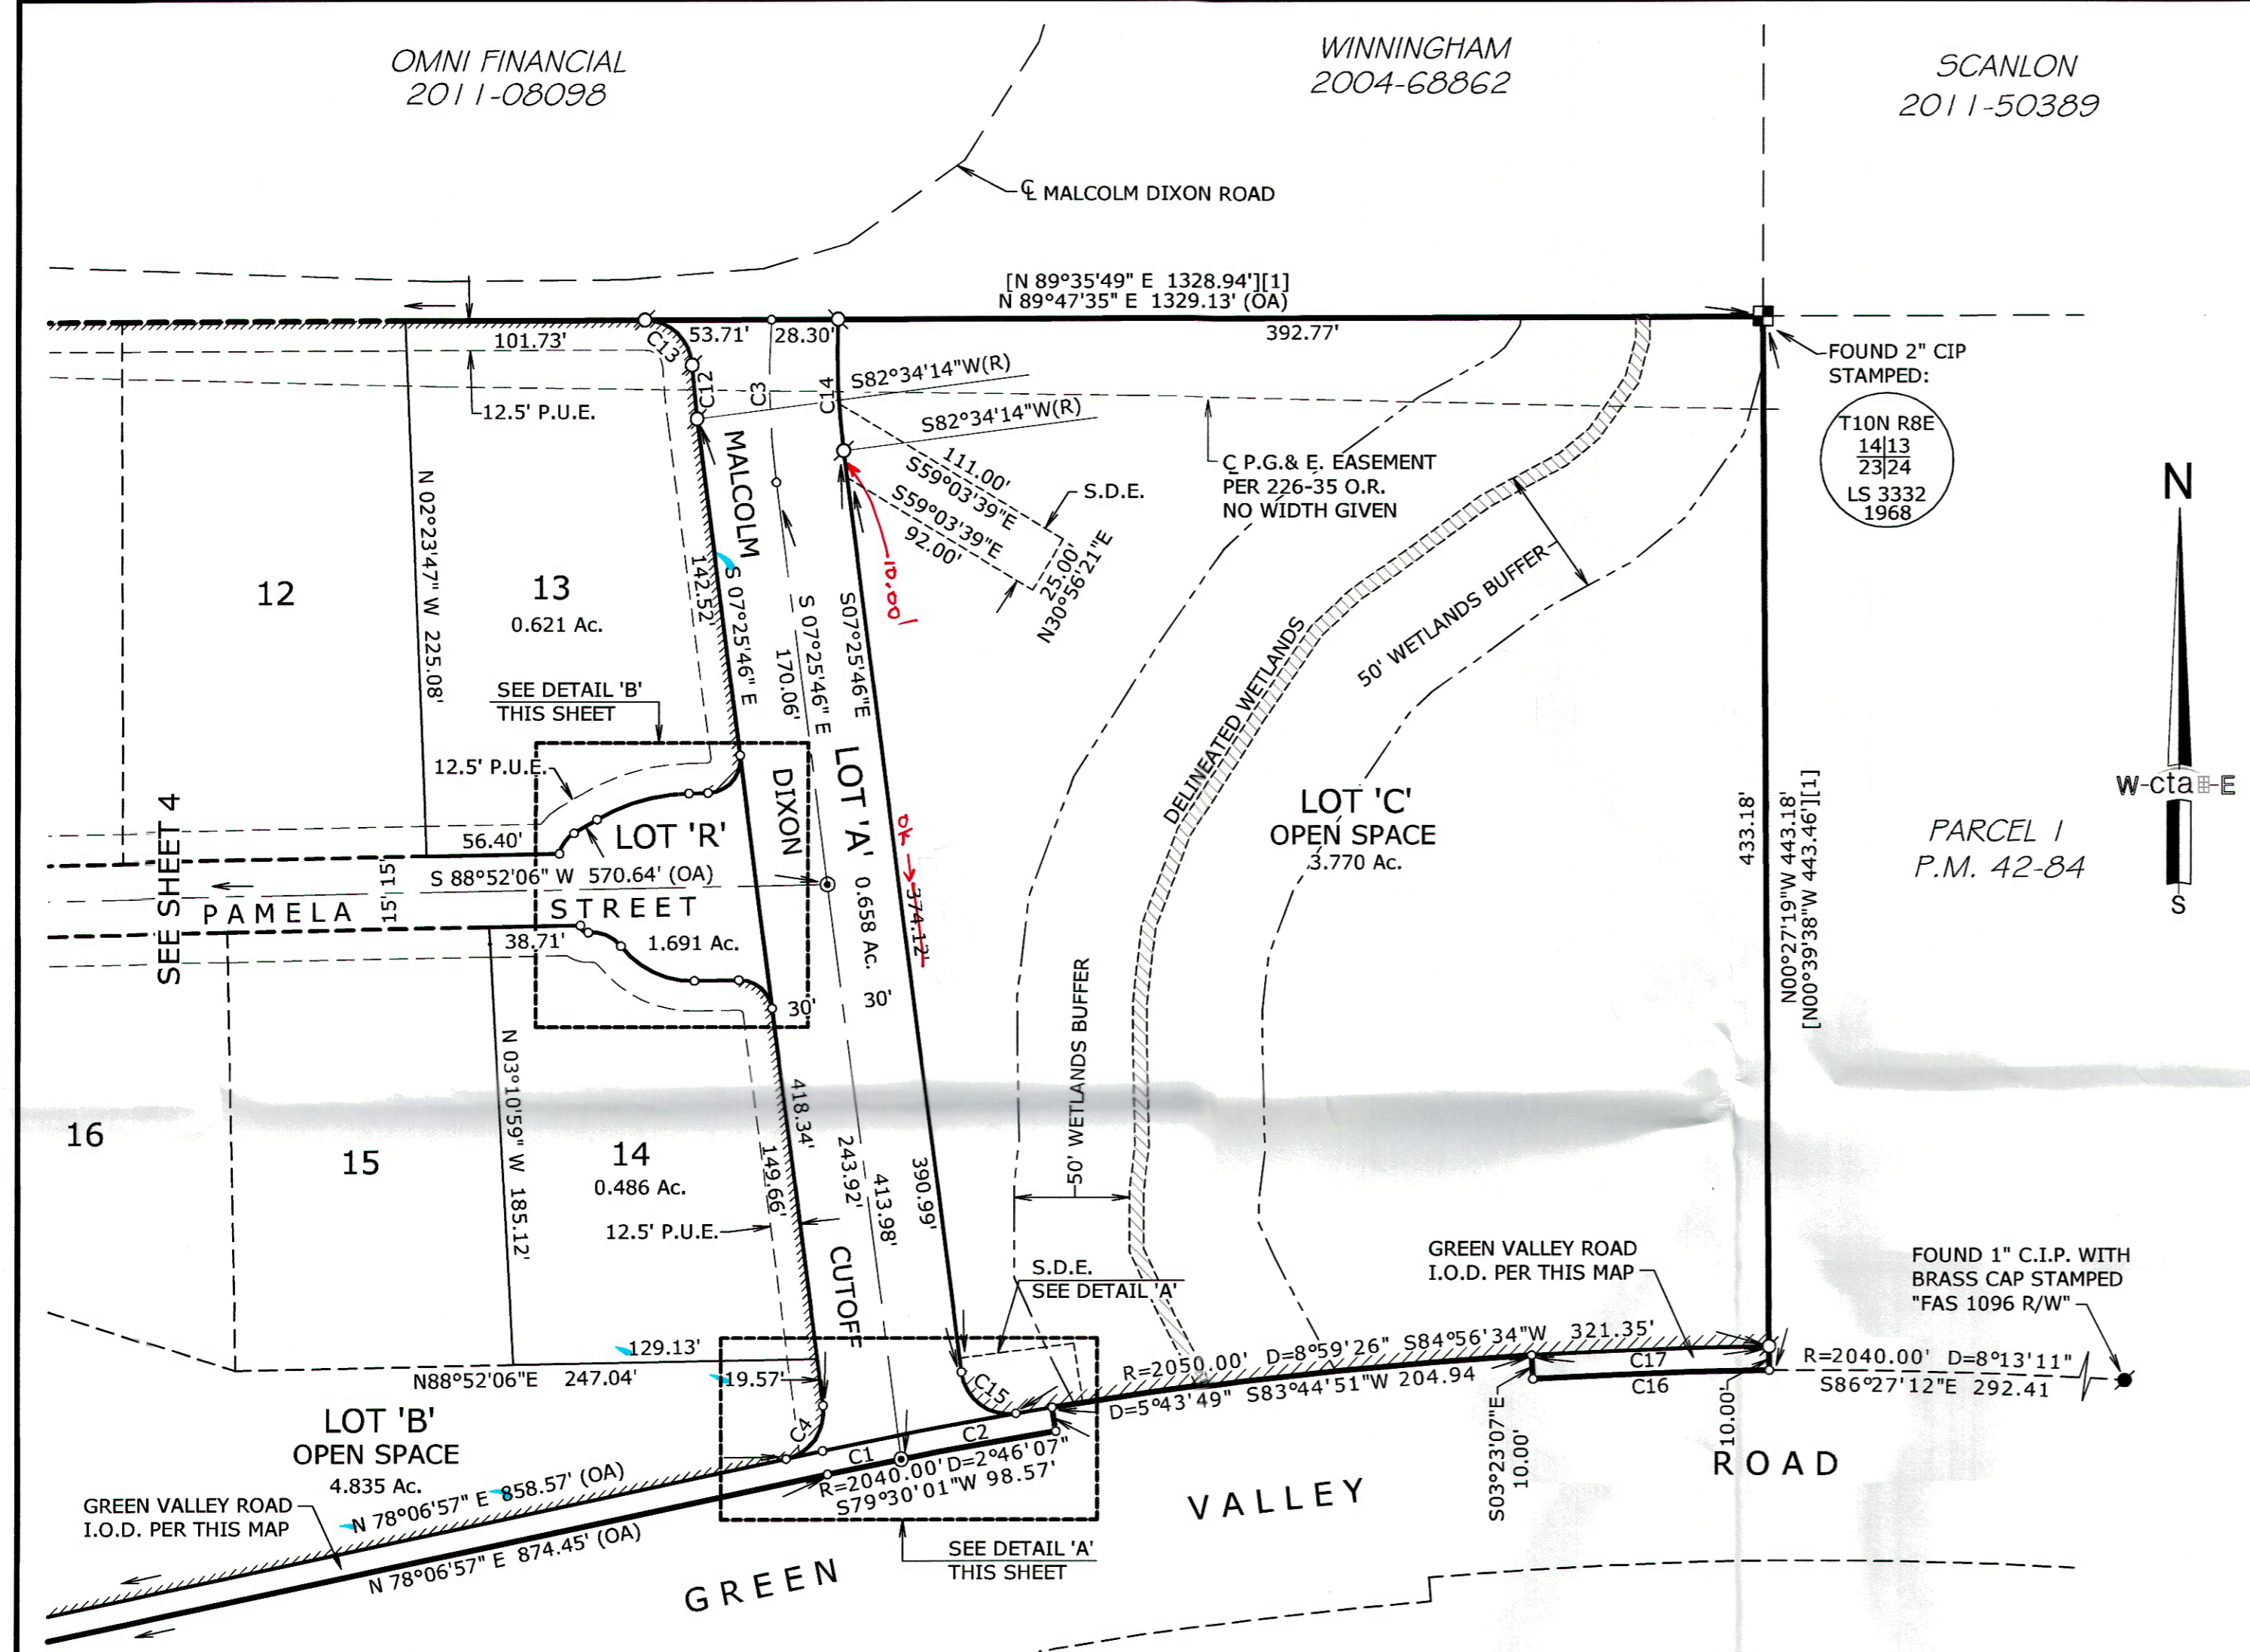 OMNI FINANCIAL
2011-08098
WINNINGHAM
2004-68862
SCANLON
2011-50389
℄ MALCOLM DIXON ROAD
[N 89°35'49" E 1328.94'][1]
N 89°47'35" E 1329.13' (OA)
101.73'
C13
53.71'
28.30'
392.77'
FOUND 2" CIP
STAMPED:
T10N R8E
14|13
23|24
LS 3332
1968
12.5' P.U.E.
C12
C3
C14
S82°34'14"W(R)
S82°34'14"W(R)
111.00'
S59°03'39"E
S59°03'39"E
92.00'
S.D.E.
25.00'
N30°56'21"E
C P.G.& E. EASEMENT
PER 226-35 O.R.
NO WIDTH GIVEN
N
W-cta-E
S
10.00'
12
13
0.621 Ac.
N 02°23'47" W 225.08'
142.52'
S 07°25'46" E
MALCOLM
S 07°25'46" E
170.06'
S07°25'46"E
50' WETLANDS BUFFER
DELINEATED WETLANDS
SEE DETAIL 'B'
THIS SHEET
12.5' P.U.E.
LOT 'R'
DIXON
LOT 'A' 0.658 Ac.
OK
374.12'
LOT 'C'
OPEN SPACE
3.770 Ac.
433.18'
N00°27'19"W 443.18'
[N00°39'38"W 443.46'][1]
PARCEL 1
P.M. 42-84
SEE SHEET 4
56.40'
15' 15'
S 88°52'06" W 570.64' (OA)
PAMELA
STREET
38.71'
1.691 Ac.
30'
30'
50' WETLANDS BUFFER
16
15
14
0.486 Ac.
N 03°10'59" W 185.12'
418.34'
149.66'
243.92'
413.98'
390.99'
12.5' P.U.E.
CUTOFF
S.D.E.
SEE DETAIL 'A'
GREEN VALLEY ROAD
I.O.D. PER THIS MAP
FOUND 1" C.I.P. WITH
BRASS CAP STAMPED
"FAS 1096 R/W"
129.13'
N88°52'06"E 247.04'
19.57'
C4
C15
R=2050.00' D=8°59'26" S84°56'34"W 321.35'
D=5°43'49" S83°44'51"W 204.94
C17
C16
R=2040.00' D=8°13'11"
S86°27'12"E 292.41
S03°23'07"E
10.00'
10.00'
LOT 'B'
OPEN SPACE
4.835 Ac.
C1
C2
R=2040.00' D=2°46'07"
S79°30'01"W 98.57'
GREEN VALLEY ROAD
I.O.D. PER THIS MAP
N 78°06'57" E 858.57' (OA)
N 78°06'57" E 874.45' (OA)
SEE DETAIL 'A'
THIS SHEET
GREEN
VALLEY
ROAD